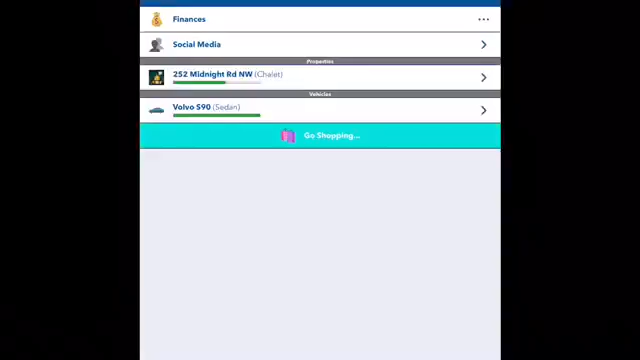 Finances
Social Media
Properties
252 Midnight Rd NW (Chalet)
Vehicles
Volvo S90 (Sedan)
Go Shopping...